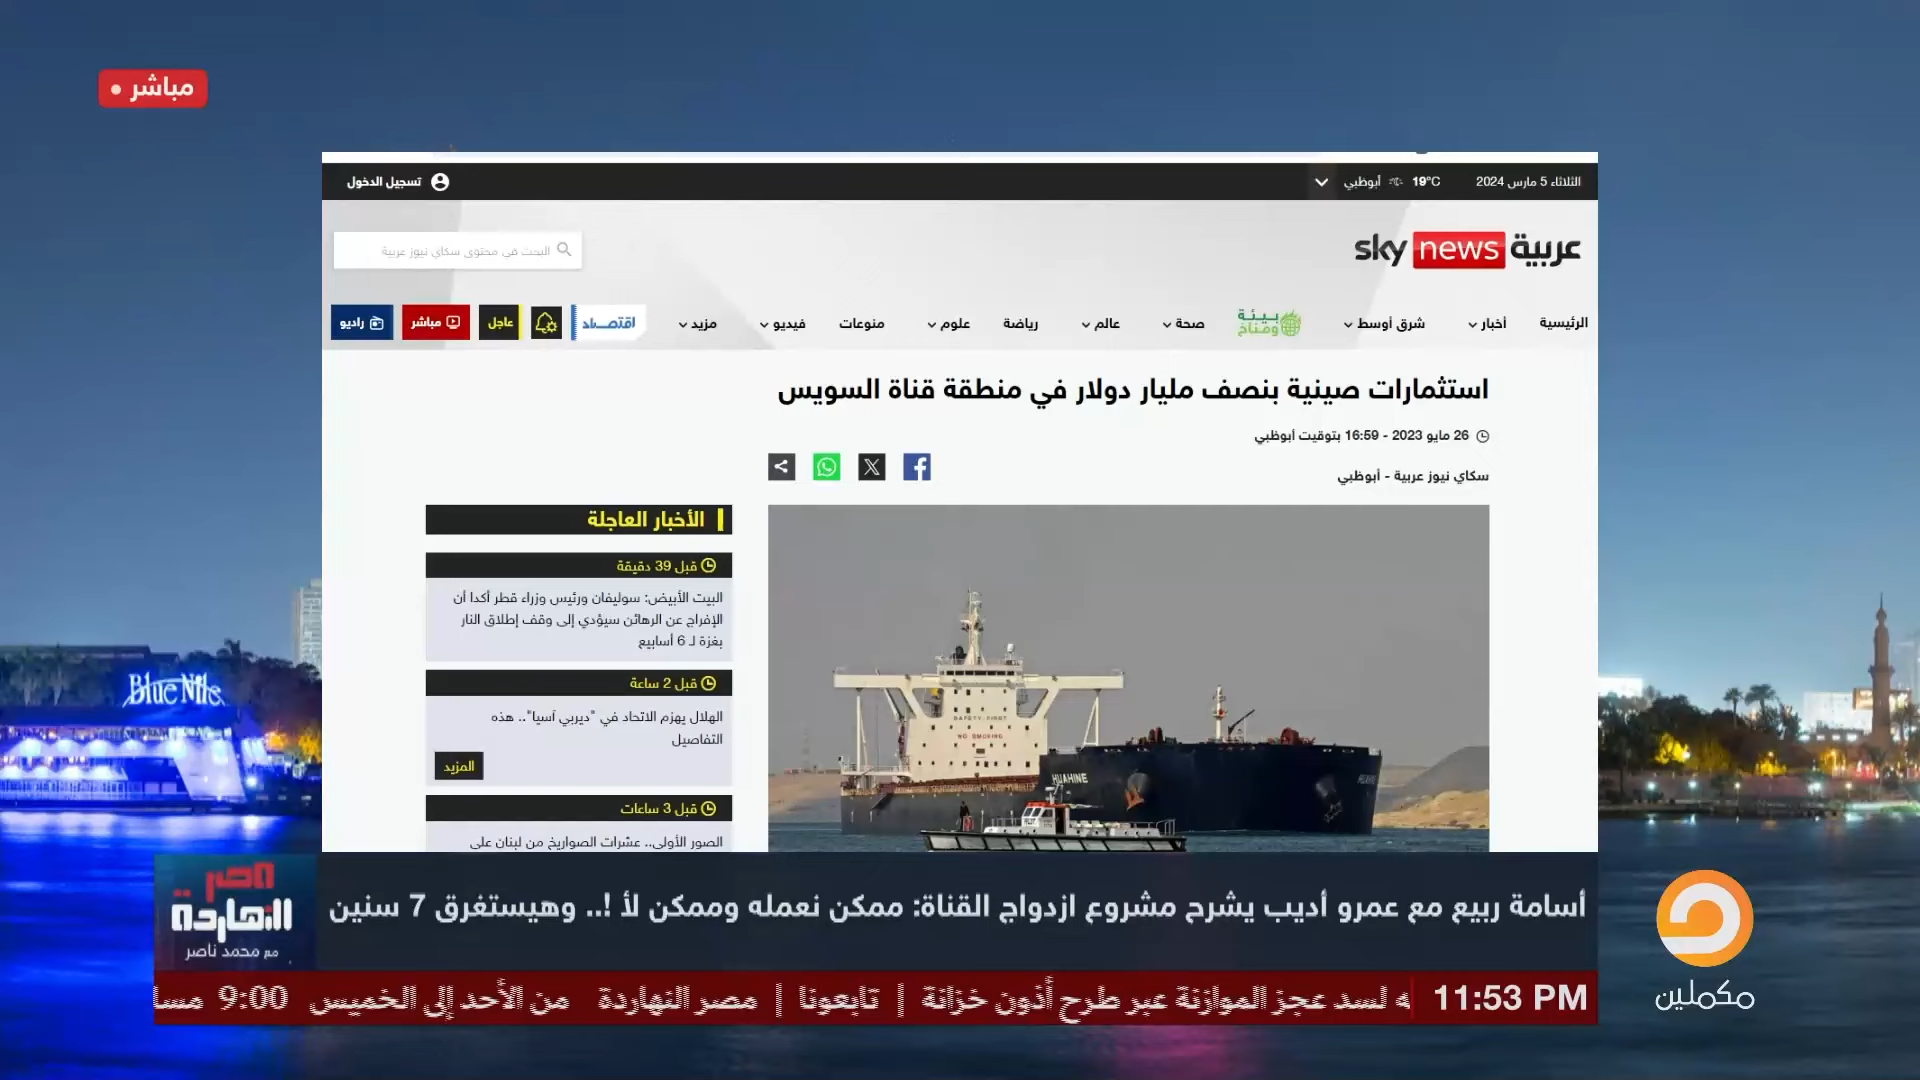 مباشر
الثلاثاء 5 مارس 2024
19°C أبوظبي
تسجيل الدخول
sky news عربية
البحث في محتوى سكاي نيوز عربية
الرئيسية أخبار شرق أوسط بيئة ومناخ صحة عالم رياضة علوم منوعات فيديو مزيد اقتصاد عاجل مباشر راديو
استثمارات صينية بنصف مليار دولار في منطقة قناة السويس
26 مايو 2023 - 16:59 بتوقيت أبوظبي
سكاي نيوز عربية - أبوظبي
الأخبار العاجلة
قبل 39 دقيقة
البيت الأبيض: سوليفان ورئيس وزراء قطر أكدا أن
الإفراج عن الرهائن سيؤدي إلى وقف إطلاق النار
بغزة لـ 6 أسابيع
قبل 2 ساعة
الهلال يهزم الاتحاد في "ديربي آسيا".. هذه
التفاصيل
المزيد
قبل 3 ساعات
الصور الأولى.. عشرات الصواريخ من لبنان على
SAFETY FIRST
NO SMOKING
HUAHINE
Blue Nile
أسامة ربيع مع عمرو أديب يشرح مشروع ازدواج القناة: ممكن نعمله وممكن لأ !.. وهيستغرق 7 سنين
مصر
النهاردة
مع محمد ناصر
11:53 PM
لسد عجز الموازنة عبر طرح أذون خزانة | تابعونا | مصر النهاردة من الأحد إلى الخميس 9:00
مكملين